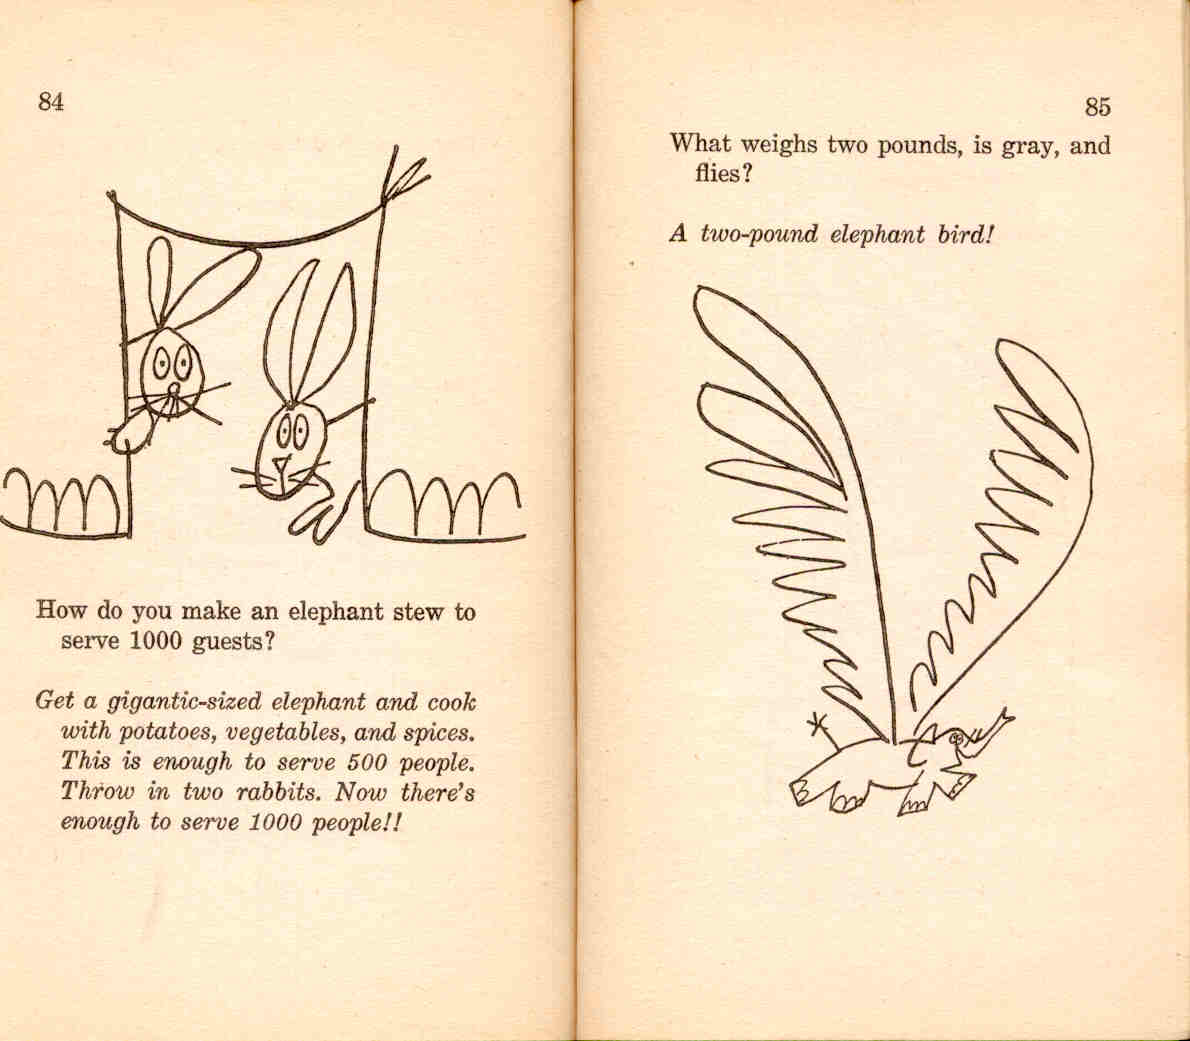 84
How do you make an elephant stew to
serve 1000 guests?
Get a gigantic-sized elephant and cook
with potatoes, vegetables, and spices.
This is enough to serve 500 people.
Throw in two rabbits. Now there's
enough to serve 1000 people!!
85
What weighs two pounds, is gray, and
flies?
A two-pound elephant bird!